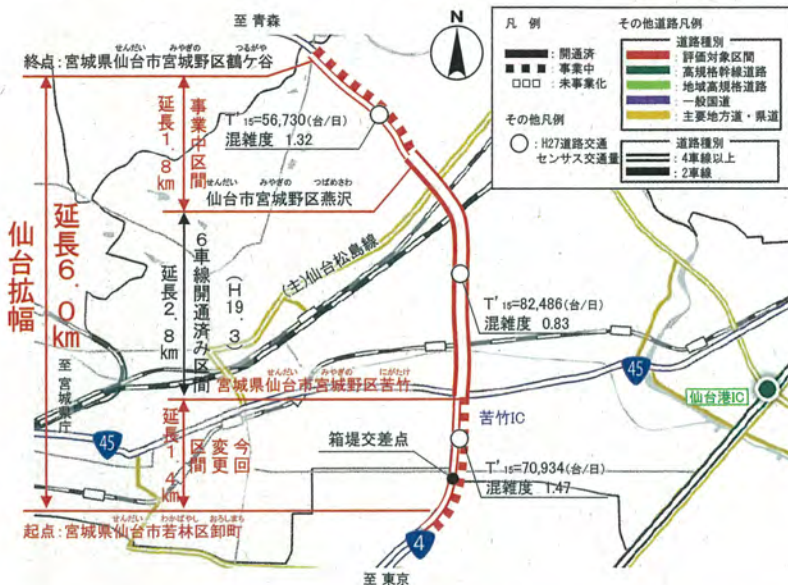 至 青森
N
せんだい みやぎの つるがや
終点:宮城県仙台市宮城野区鶴ケ谷
T'15=56,730(台/日)
混雑度 1.32
事業中区間
延長1.8km
せんだい みやぎの つばめさわ
仙台市宮城野区燕沢
仙台拡幅
延長6.0km
6車線開通済み区間
(H19.3)
延長2.8km
(主)仙台松島線
T'15=82,486(台/日)
混雑度 0.83
至 宮城県庁
せんだい みやぎの にがたけ
宮城県仙台市宮城野区苦竹
45
45
仙台港IC
苦竹IC
今回変更区間
延長1.4km
箱堤交差点
T'15=70,934(台/日)
混雑度 1.47
せんだい わかばやし おろしまち
起点:宮城県仙台市若林区卸町
4
至 東京
凡 例
:開通済
:事業中
:未事業化
その他凡例
:H27道路交通
センサス交通量
その他道路凡例
道路種別
:評価対象区間
:高規格幹線道路
:地域高規格道路
:一般国道
:主要地方道・県道
道路種別
:4車線以上
:2車線